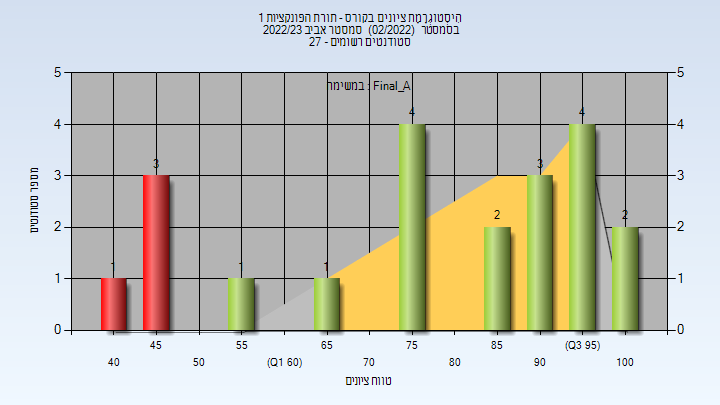 היסטוגרמת ציונים בקורס - תורת הפונקציות 1
בסמסטר (02/2022) סמסטר אביב 2022/23
סטודנטים רשומים - 27
במשימה : Final_A
5 5
4 4
3 3
2 2
1 1
0 0
מספר סטודנטים
1 3 1 1 4 2 3 4 2
45 55 65 75 85 (Q3 95)
40 50 (Q1 60) 70 80 90 100
טווח ציונים